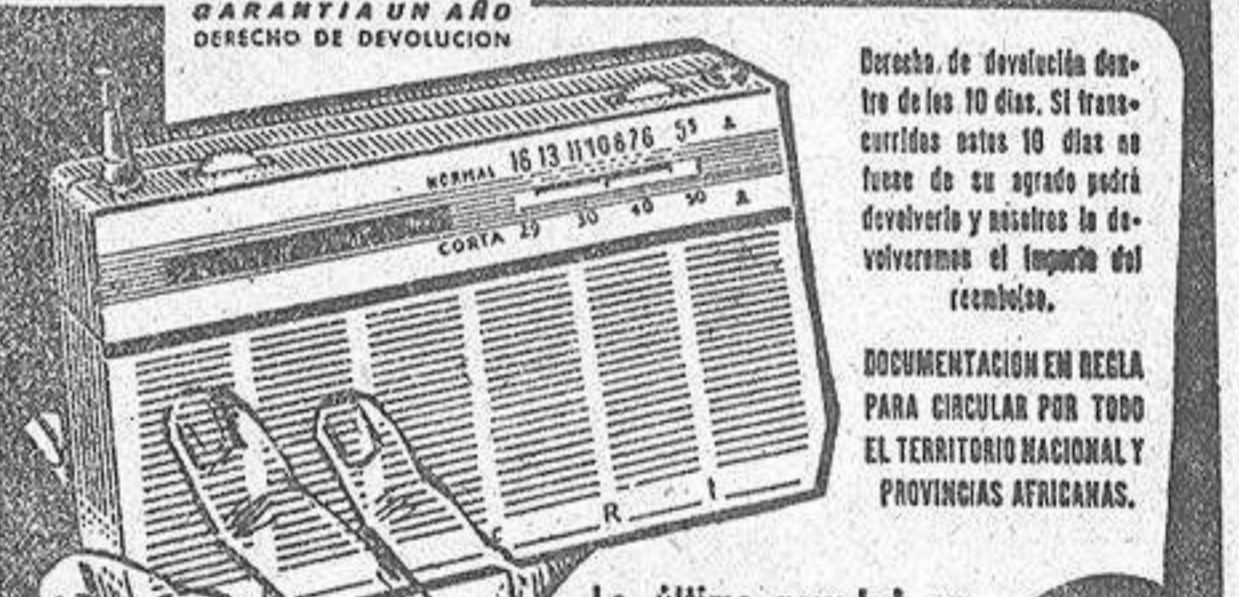 GARANTIA UN AÑO
DERECHO DE DEVOLUCION
Derecho de devolución den-
tro de los 10 dias. Si trans-
curridos estos 10 dias no
fuese de su agrado podrá
devolverlo y nosotros le de-
volveremos el importe del
reembolso.
DOCUMENTACION EN REGLA
PARA CIRCULAR POR TODO
EL TERRITORIO NACIONAL Y
PROVINCIAS AFRICANAS.
NORMAL 16 13 11 10 8 7 6 5⁵ A
CORTA 29 30 40 50 A
C R I
última